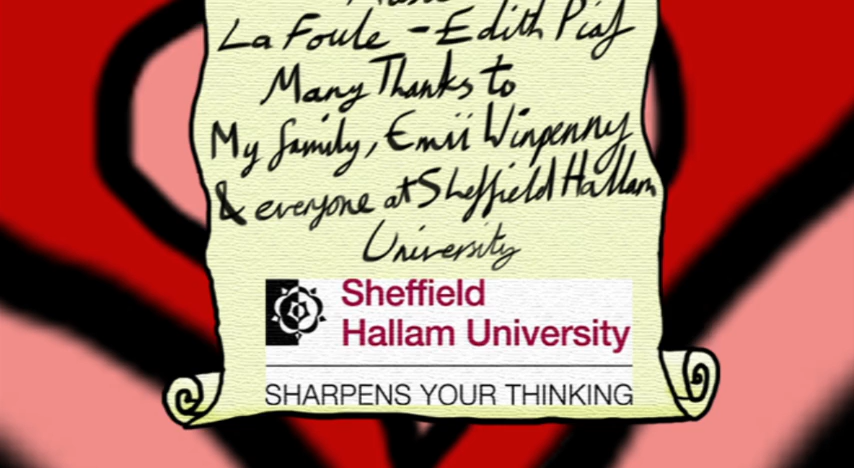 Music
La Foule - Edith Piaf
Many Thanks to
My family, Emii Winpenny
& everyone at Sheffield Hallam
University
Sheffield
Hallam University
SHARPENS YOUR THINKING